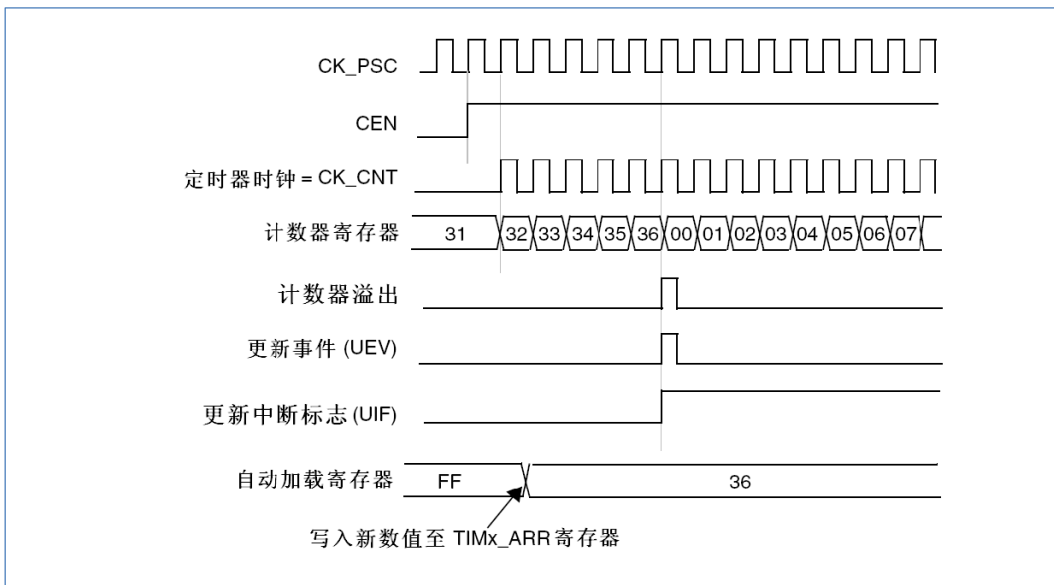 CK_PSC
CEN
定时器时钟 = CK_CNT
计数器寄存器 31 32 33 34 35 36 00 01 02 03 04 05 06 07
计数器溢出
更新事件 (UEV)
更新中断标志 (UIF)
自动加载寄存器 FF 36
写入新数值至 TIMx_ARR 寄存器